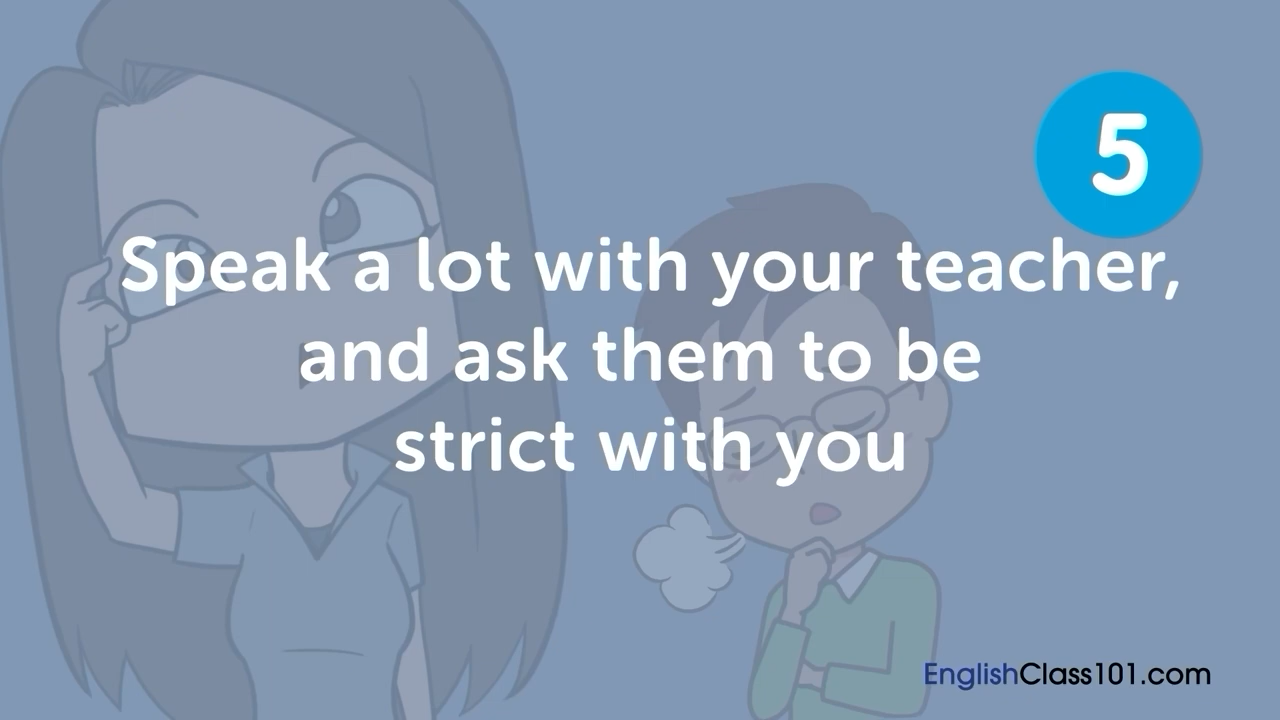 5
Speak a lot with your teacher,
and ask them to be
strict with you
EnglishClass101.com